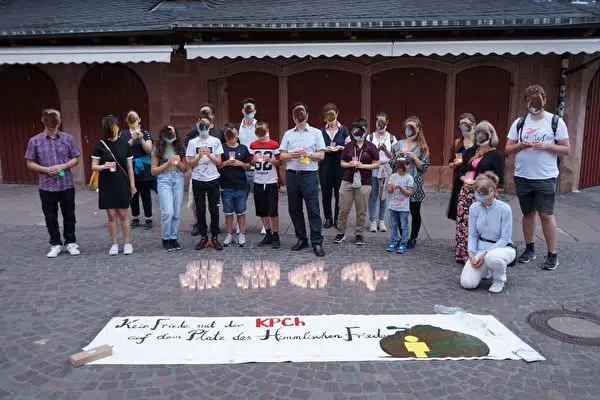 Kein Friede mit der KPCh
auf dem Platz des Himmlischen Friedens